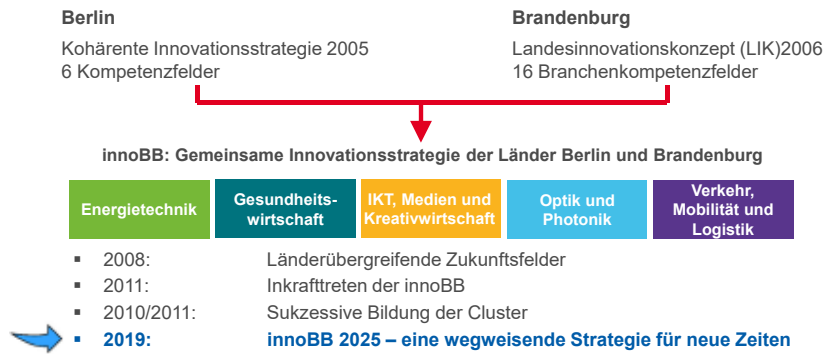 Berlin
Kohärente Innovationsstrategie 2005
6 Kompetenzfelder
Brandenburg
Landesinnovationskonzept (LIK)2006
16 Branchenkompetenzfelder
innoBB: Gemeinsame Innovationsstrategie der Länder Berlin und Brandenburg
Energietechnik
Gesundheits-
wirtschaft
IKT, Medien und
Kreativwirtschaft
Optik und
Photonik
Verkehr,
Mobilität und
Logistik
▪ 2008: Länderübergreifende Zukunftsfelder
▪ 2011: Inkrafttreten der innoBB
▪ 2010/2011: Sukzessive Bildung der Cluster
▪ 2019: innoBB 2025 – eine wegweisende Strategie für neue Zeiten